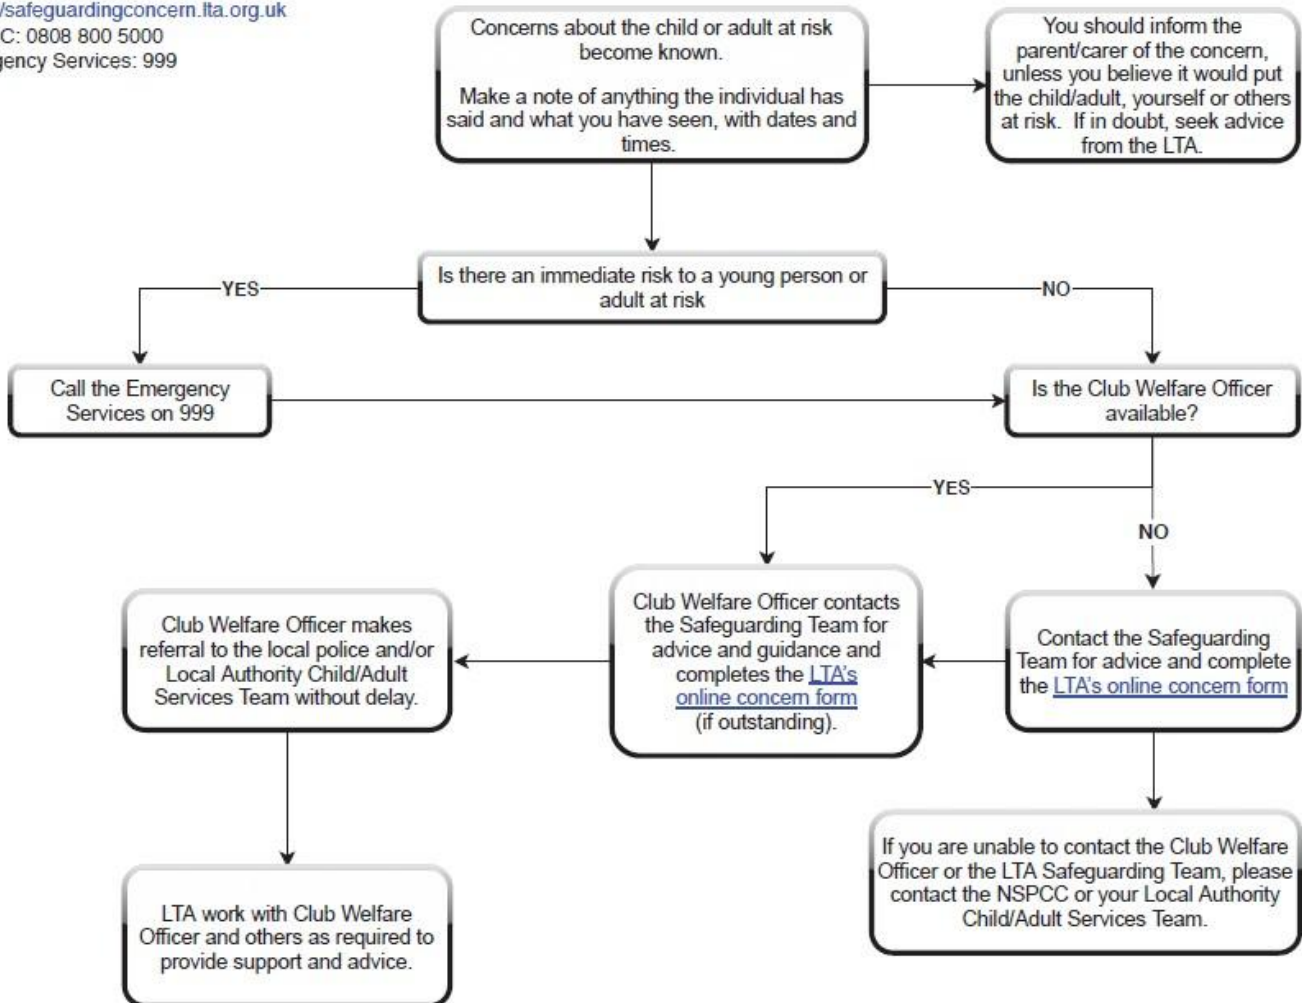 /safeguardingconcern.lta.org.uk
C: 0808 800 5000
gency Services: 999
Concerns about the child or adult at risk
become known.
Make a note of anything the individual has
said and what you have seen, with dates and
times.
You should inform the
parent/carer of the concern,
unless you believe it would put
the child/adult, yourself or others
at risk. If in doubt, seek advice
from the LTA.
Is there an immediate risk to a young person or
adult at risk
YES
NO
Call the Emergency
Services on 999
Is the Club Welfare Officer
available?
YES
NO
Club Welfare Officer makes
referral to the local police and/or
Local Authority Child/Adult
Services Team without delay.
Club Welfare Officer contacts
the Safeguarding Team for
advice and guidance and
completes the LTA's
online concern form
(if outstanding).
Contact the Safeguarding
Team for advice and complete
the LTA's online concern form
If you are unable to contact the Club Welfare
Officer or the LTA Safeguarding Team, please
contact the NSPCC or your Local Authority
Child/Adult Services Team.
LTA work with Club Welfare
Officer and others as required to
provide support and advice.